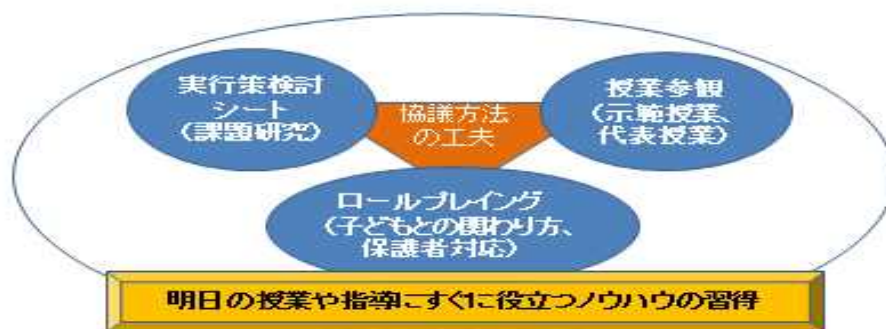 実行策検討
シート
(課題研究)
協議方法
の工夫
授業参観
(示範授業、
代表授業)
ロールプレイング
(子どもとの関わり方、
保護者対応)
明日の授業や指導にすぐに役立つノウハウの習得